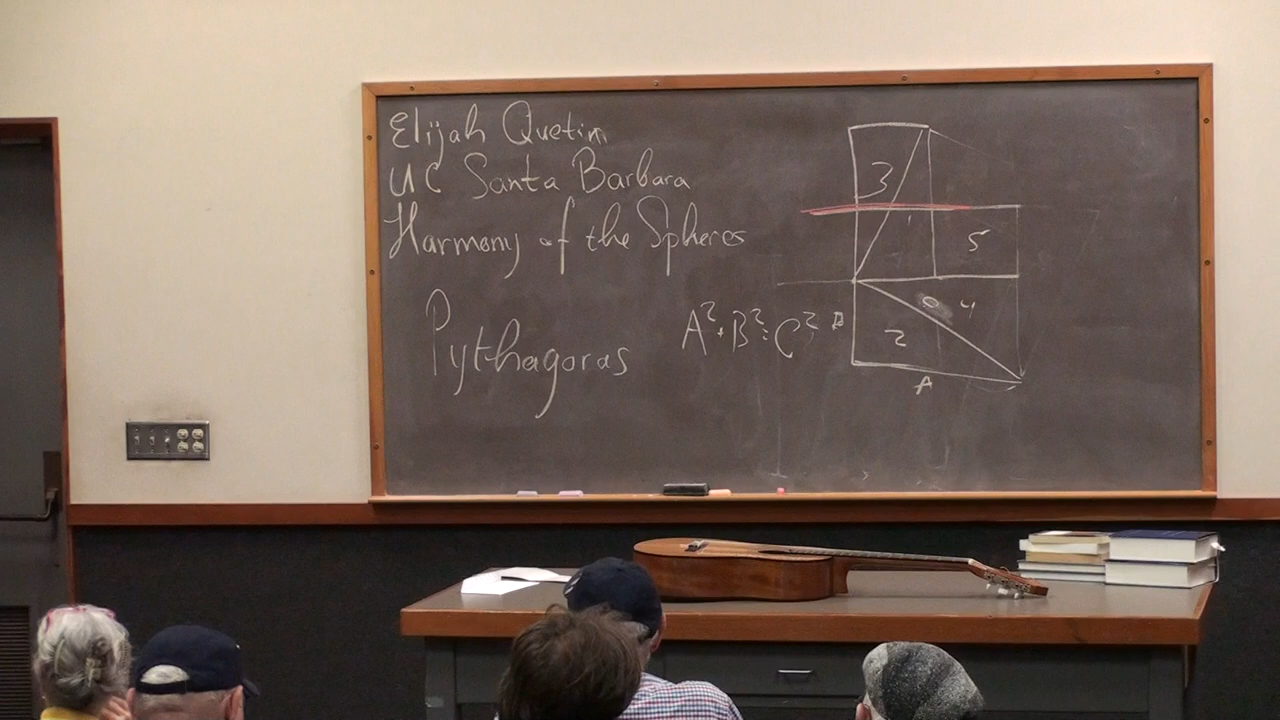 Elijah Quetin
UC Santa Barbara
Harmony of the Spheres
Pythagoras
A²+B²=C²
B
3
5
4
2
A